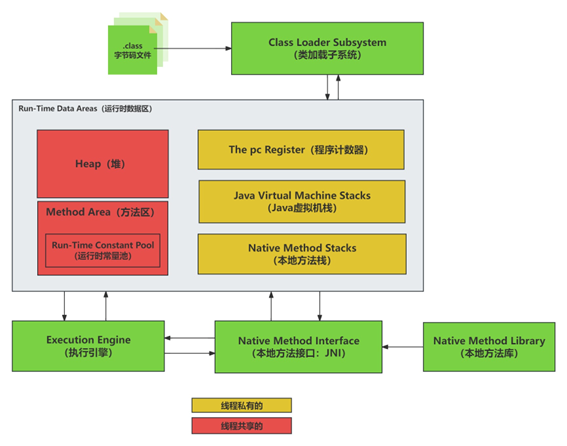 .class
字节码文件
Class Loader Subsystem
（类加载子系统）
Run-Time Data Areas（运行时数据区）
Heap（堆）
Method Area（方法区）
Run-Time Constant Pool
（运行时常量池）
The pc Register（程序计数器）
Java Virtual Machine Stacks
（Java虚拟机栈）
Native Method Stacks
（本地方法栈）
Execution Engine
（执行引擎）
Native Method Interface
（本地方法接口：JNI）
Native Method Library
（本地方法库）
线程私有的
线程共享的